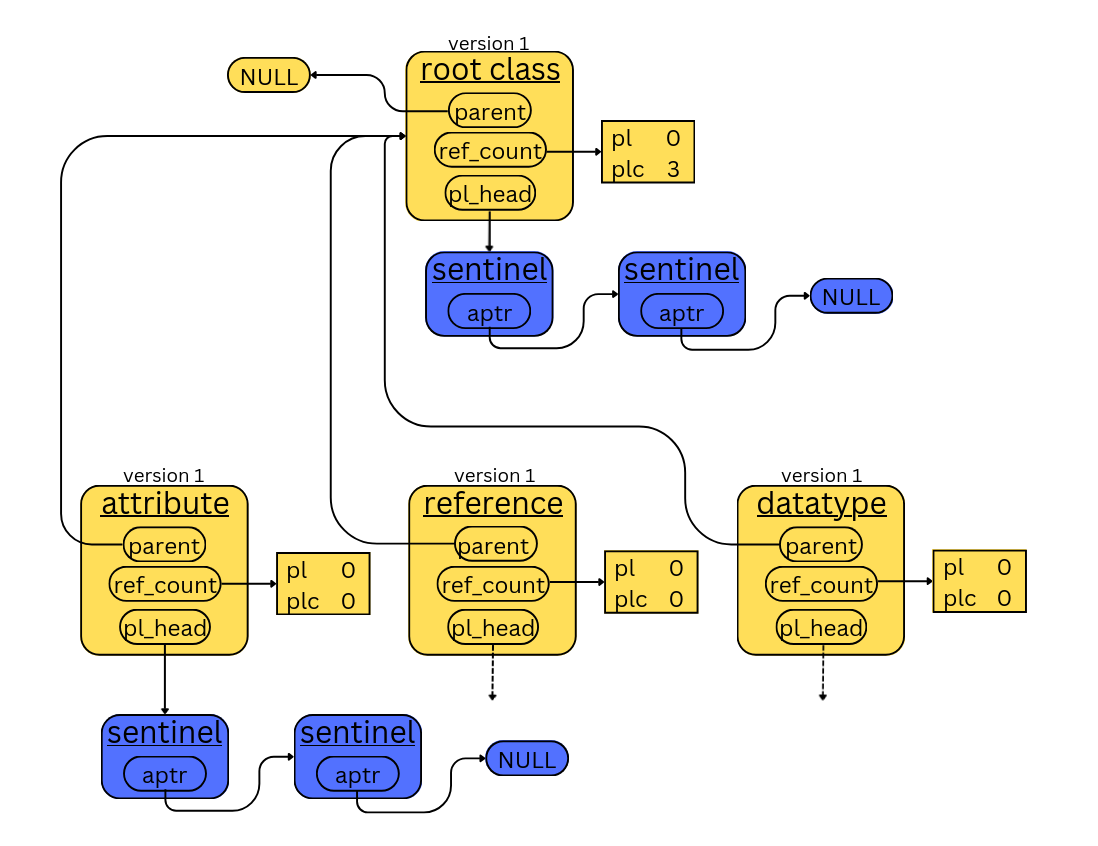 version 1
root class
NULL
parent
ref_count
pl 0
plc 3
pl_head
sentinel
aptr
sentinel
aptr
NULL
version 1
attribute
parent
ref_count
pl 0
plc 0
pl_head
version 1
reference
parent
ref_count
pl 0
plc 0
pl_head
version 1
datatype
parent
ref_count
pl 0
plc 0
pl_head
sentinel
aptr
sentinel
aptr
NULL